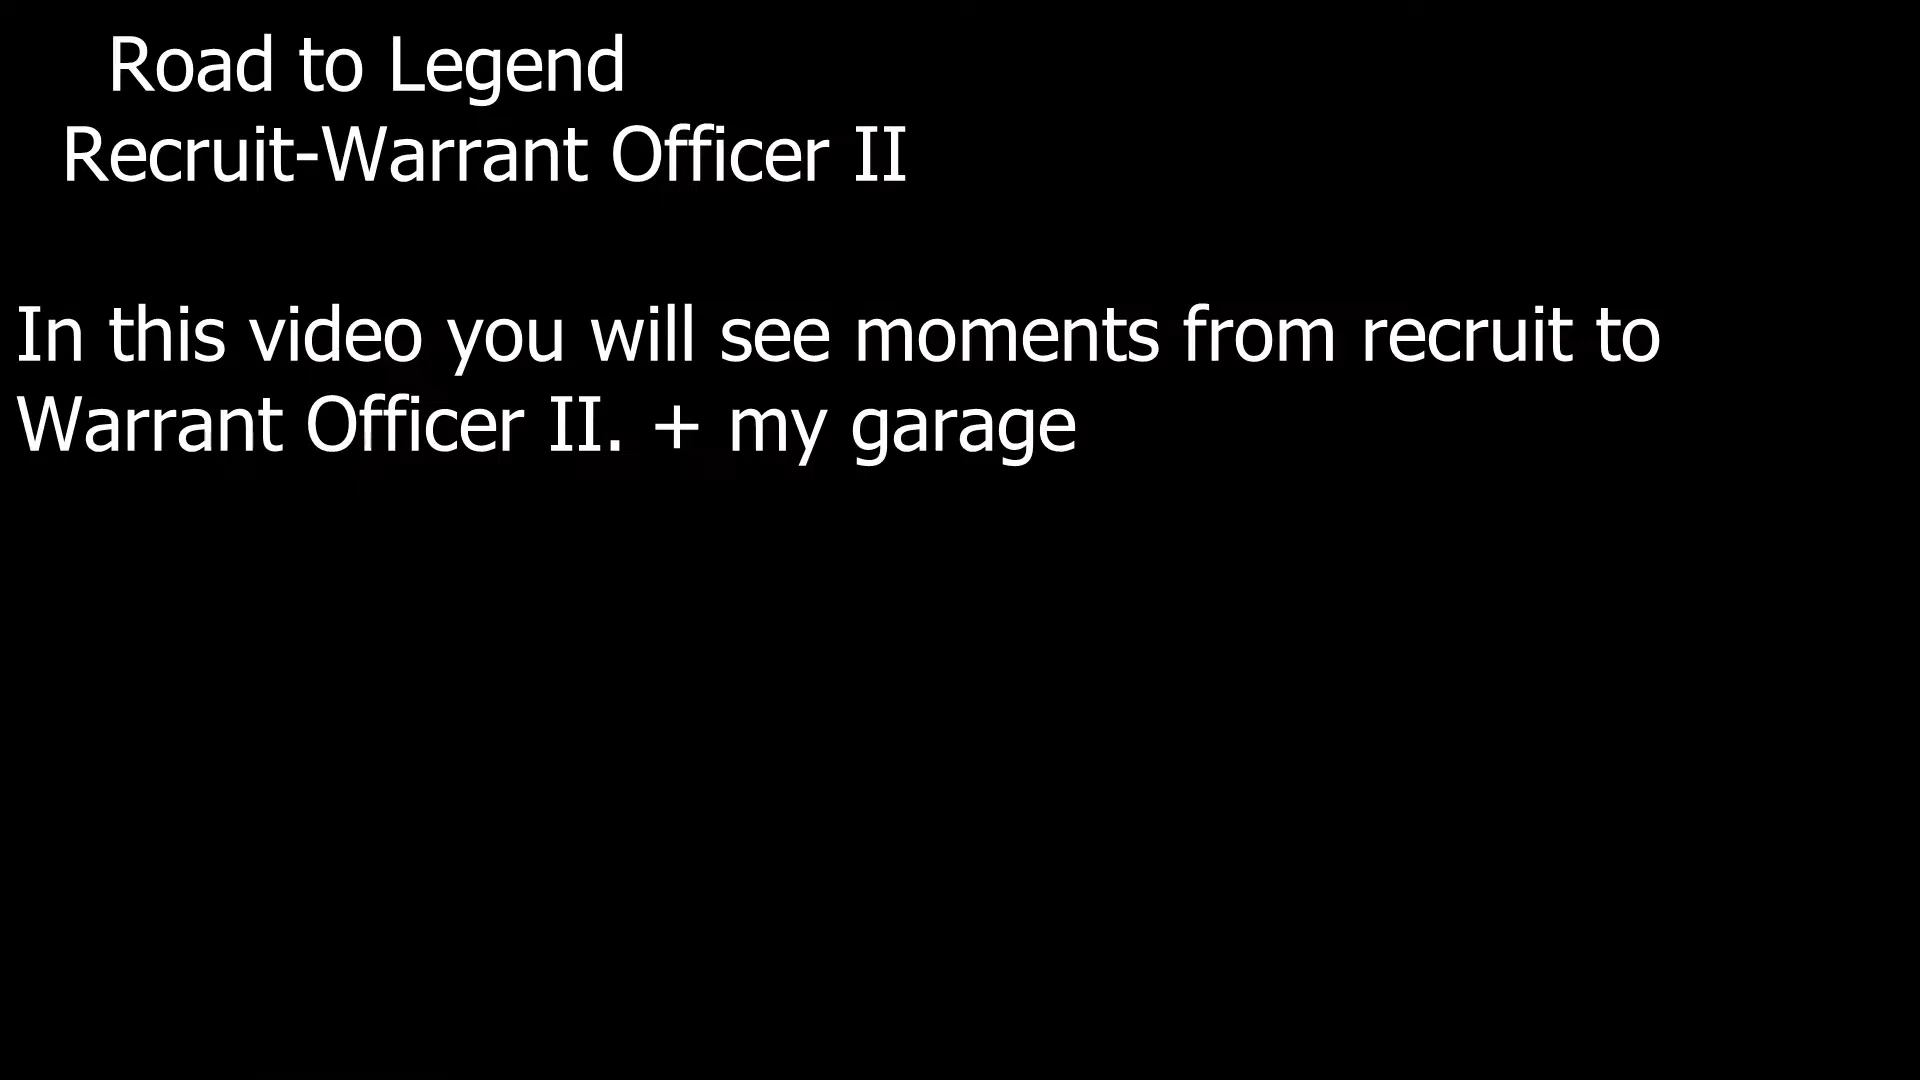 Road to Legend
Recruit-Warrant Officer II
In this video you will see moments from recruit to
Warrant Officer II. + my garage